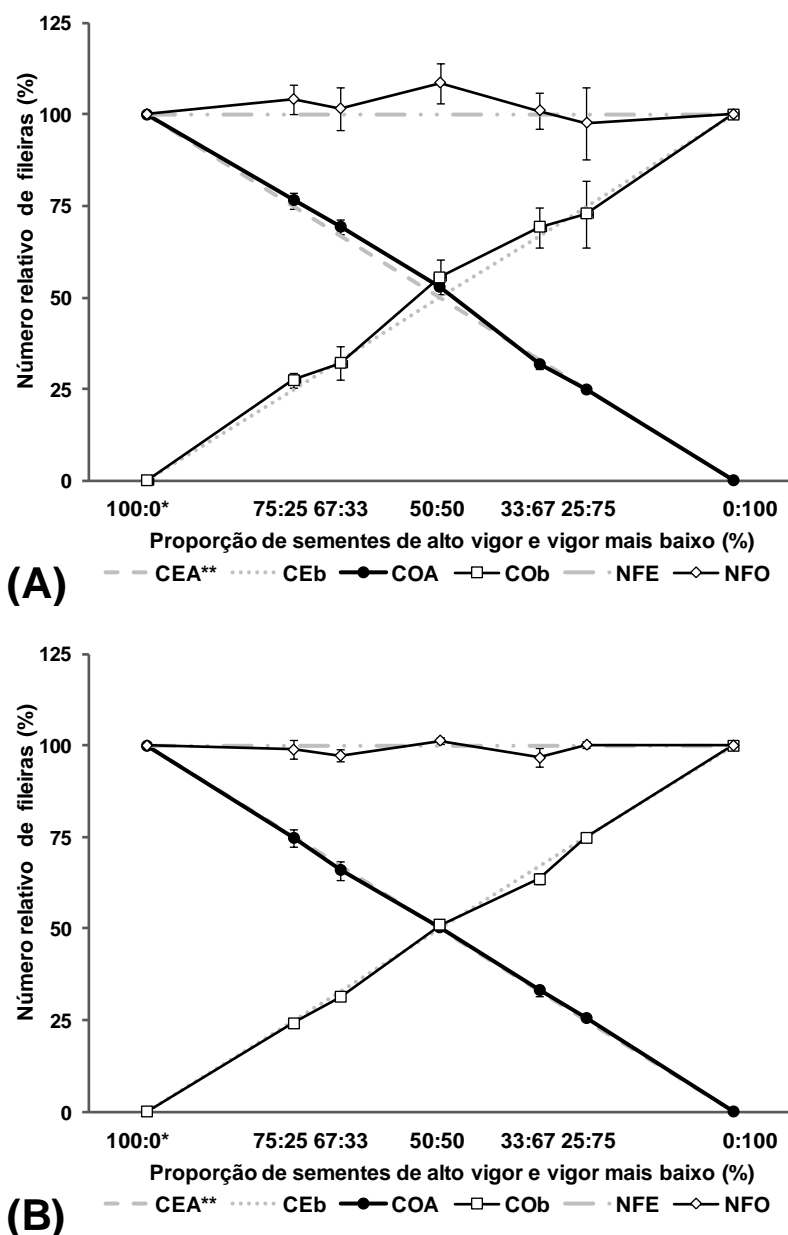 125
100
75
50
25
0
Número relativo de fileiras (%)
100:0* 75:25 67:33 50:50 33:67 25:75 0:100
Proporção de sementes de alto vigor e vigor mais baixo (%)
(A) CEA** CEb COA COb NFE NFO
125
100
75
50
25
0
Número relativo de fileiras (%)
100:0* 75:25 67:33 50:50 33:67 25:75 0:100
Proporção de sementes de alto vigor e vigor mais baixo (%)
(B) CEA** CEb COA COb NFE NFO